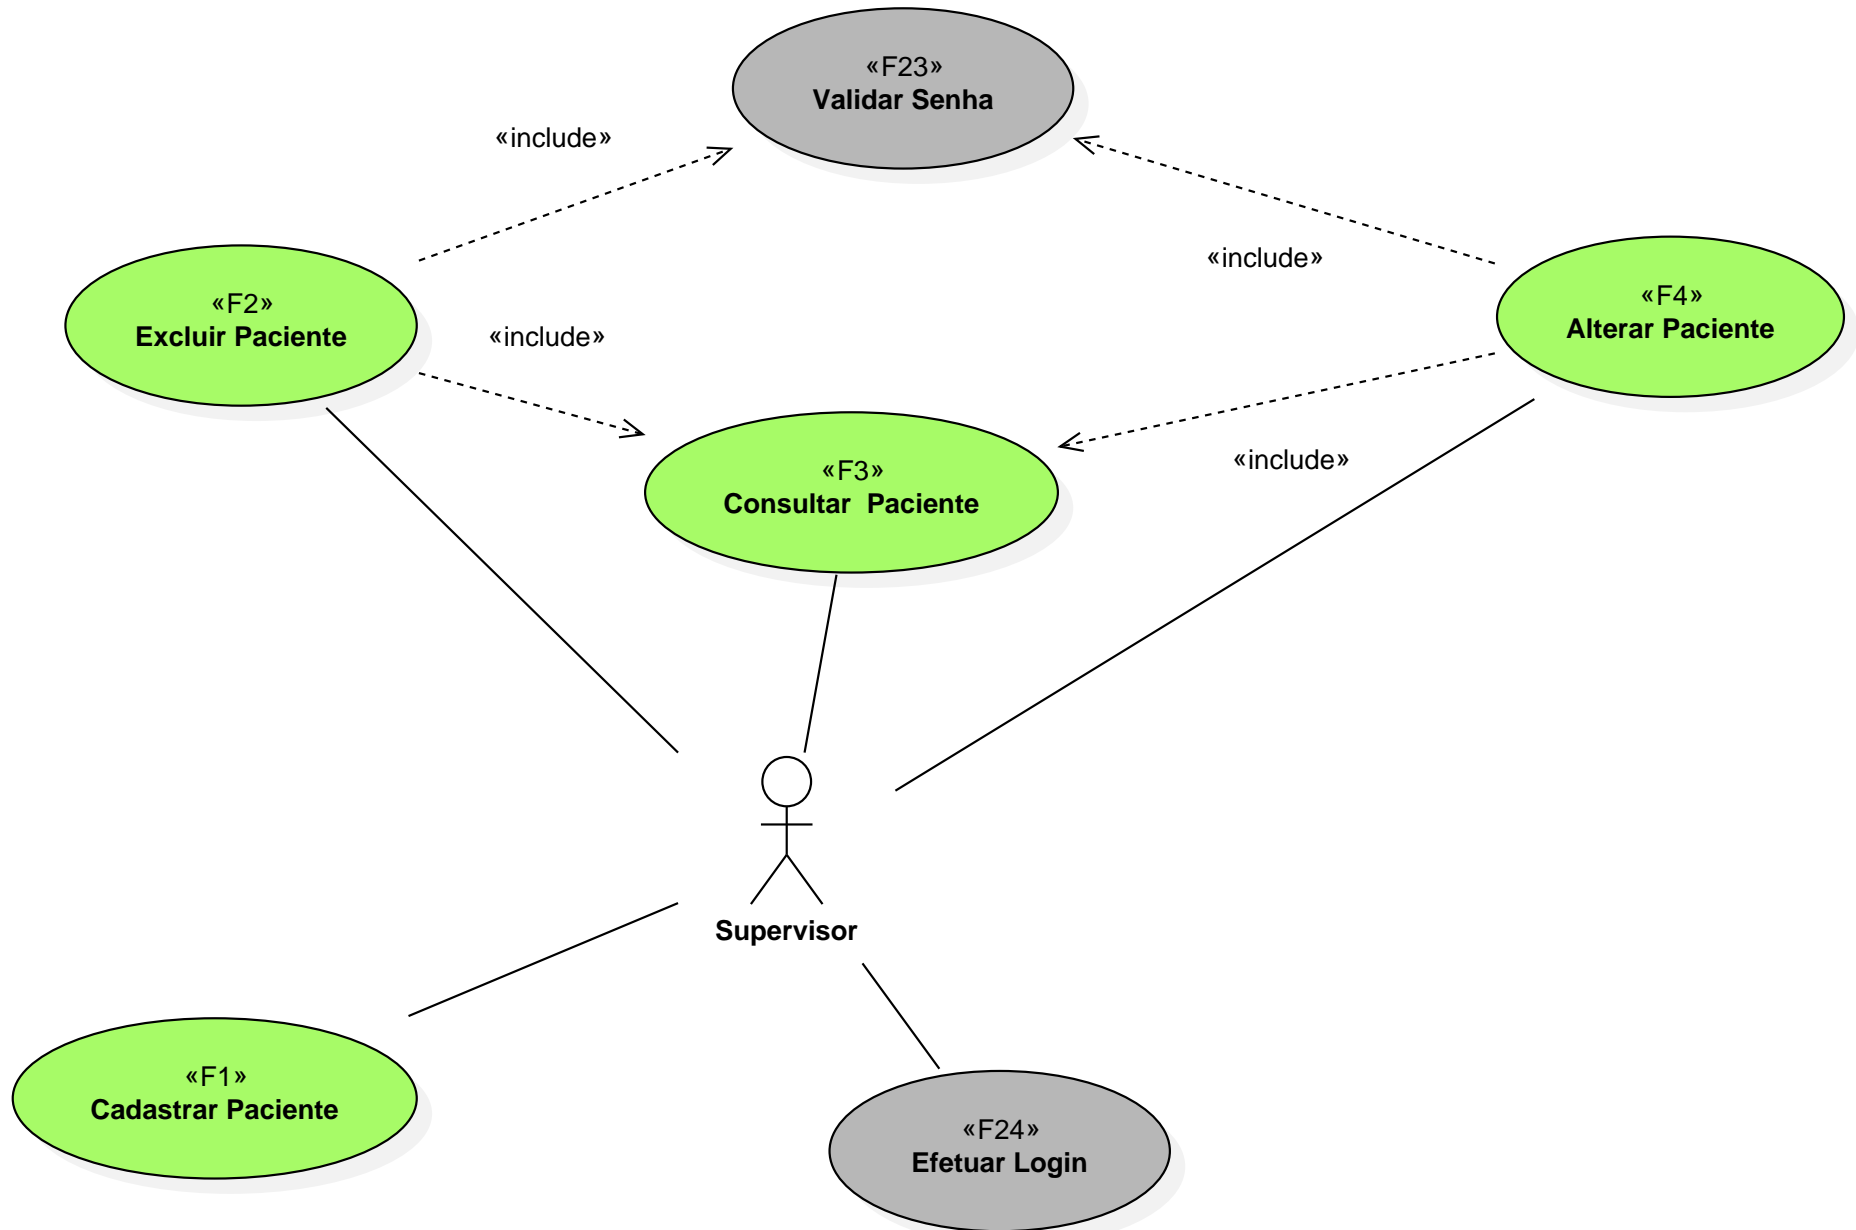 «F23»
Validar Senha
«include»
«include»
«F2»
Excluir Paciente
«F4»
Alterar Paciente
«include»
«include»
«F3»
Consultar  Paciente
Supervisor
«F1»
Cadastrar Paciente
«F24»
Efetuar Login